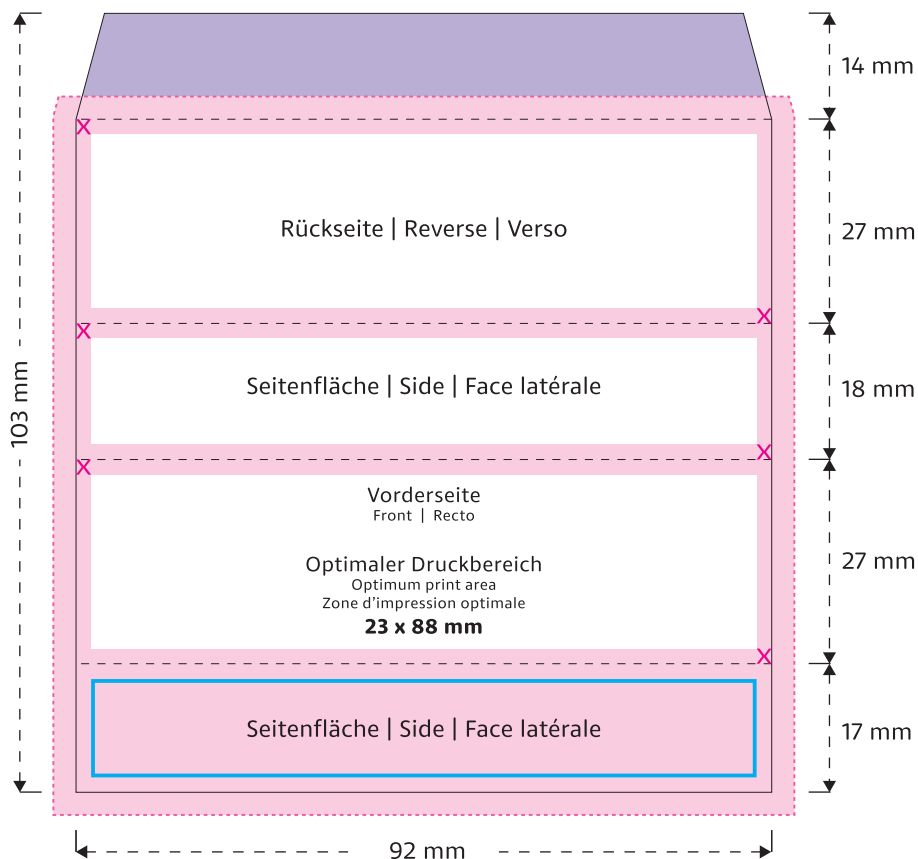 14 mm
X
Rückseite | Reverse | Verso
27 mm
X
X
Seitenfläche | Side | Face latérale
18 mm
103 mm
X
X
Vorderseite
Front | Recto
Optimaler Druckbereich
Optimum print area
Zone d'impression optimale
23 x 88 mm
27 mm
X
Seitenfläche | Side | Face latérale
17 mm
92 mm